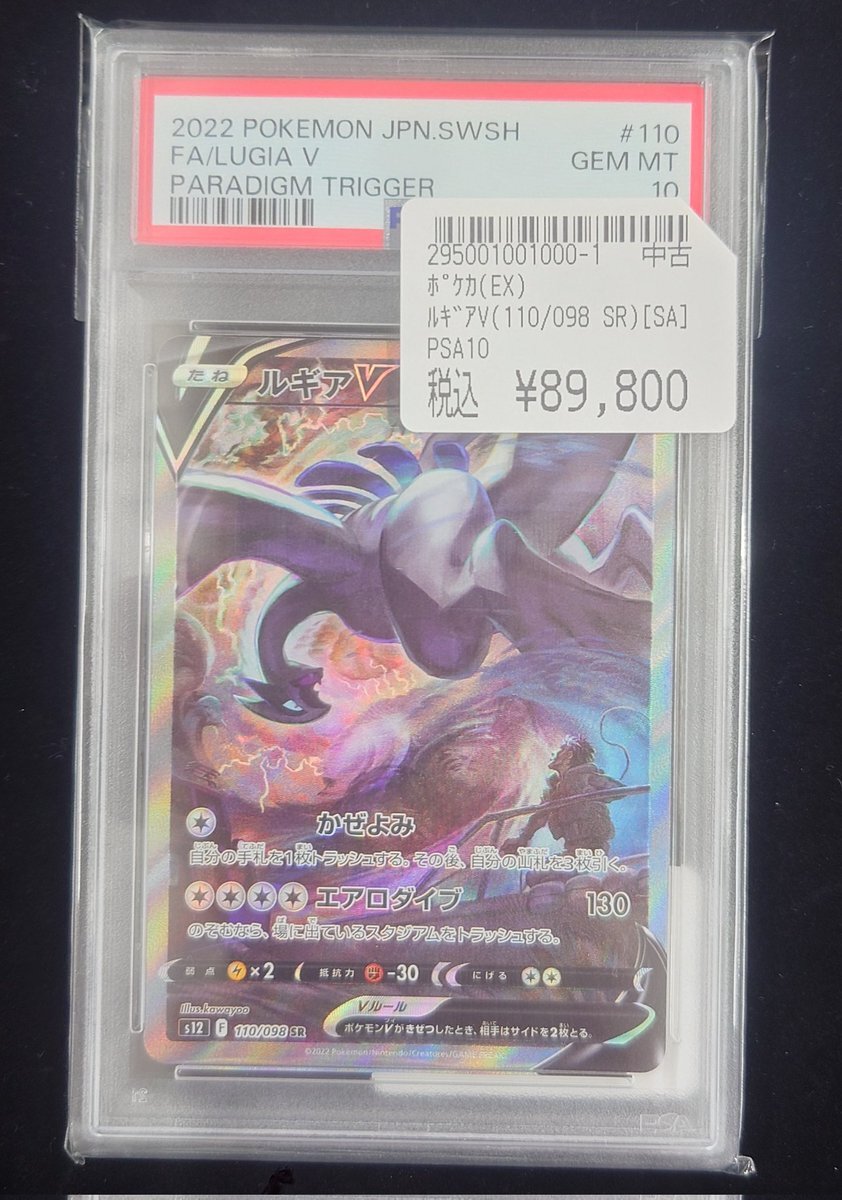 2022 POKEMON JPN.SWSH #110
FA/LUGIA V GEM MT
PARADIGM TRIGGER 10
295001001000-1 中古
ﾎﾟｹｶ(EX)
ﾙｷﾞｱV(110/098 SR)[SA]
PSA10
税込 ¥89,800
たね ルギアV
かぜよみ
自分の手札を1枚トラッシュする。その後、自分の山札を3枚引く。
エアロダイブ 130
のぞむなら、場に出ているスタジアムをトラッシュする。
弱点 ×2 抵抗力 -30 にげる
Illus.kawayoo
Vルール
s12 F 110/098 SR
ポケモンVがきぜつしたとき、相手はサイドを2枚とる。
©2022 Pokémon/Nintendo/Creatures/GAME FREAK
PSA